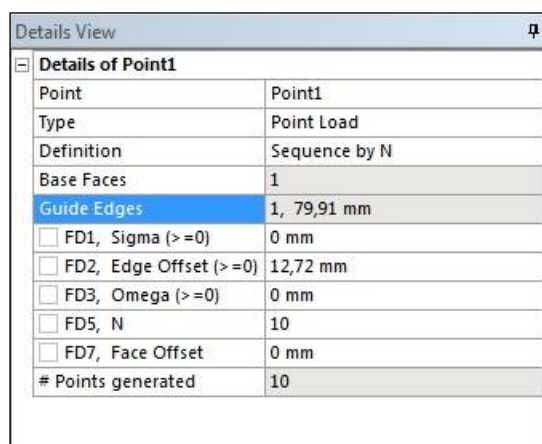 Details View
Details of Point1
Point Point1
Type Point Load
Definition Sequence by N
Base Faces 1
Guide Edges 1, 79,91 mm
FD1, Sigma (>=0) 0 mm
FD2, Edge Offset (>=0) 12,72 mm
FD3, Omega (>=0) 0 mm
FD5, N 10
FD7, Face Offset 0 mm
# Points generated 10